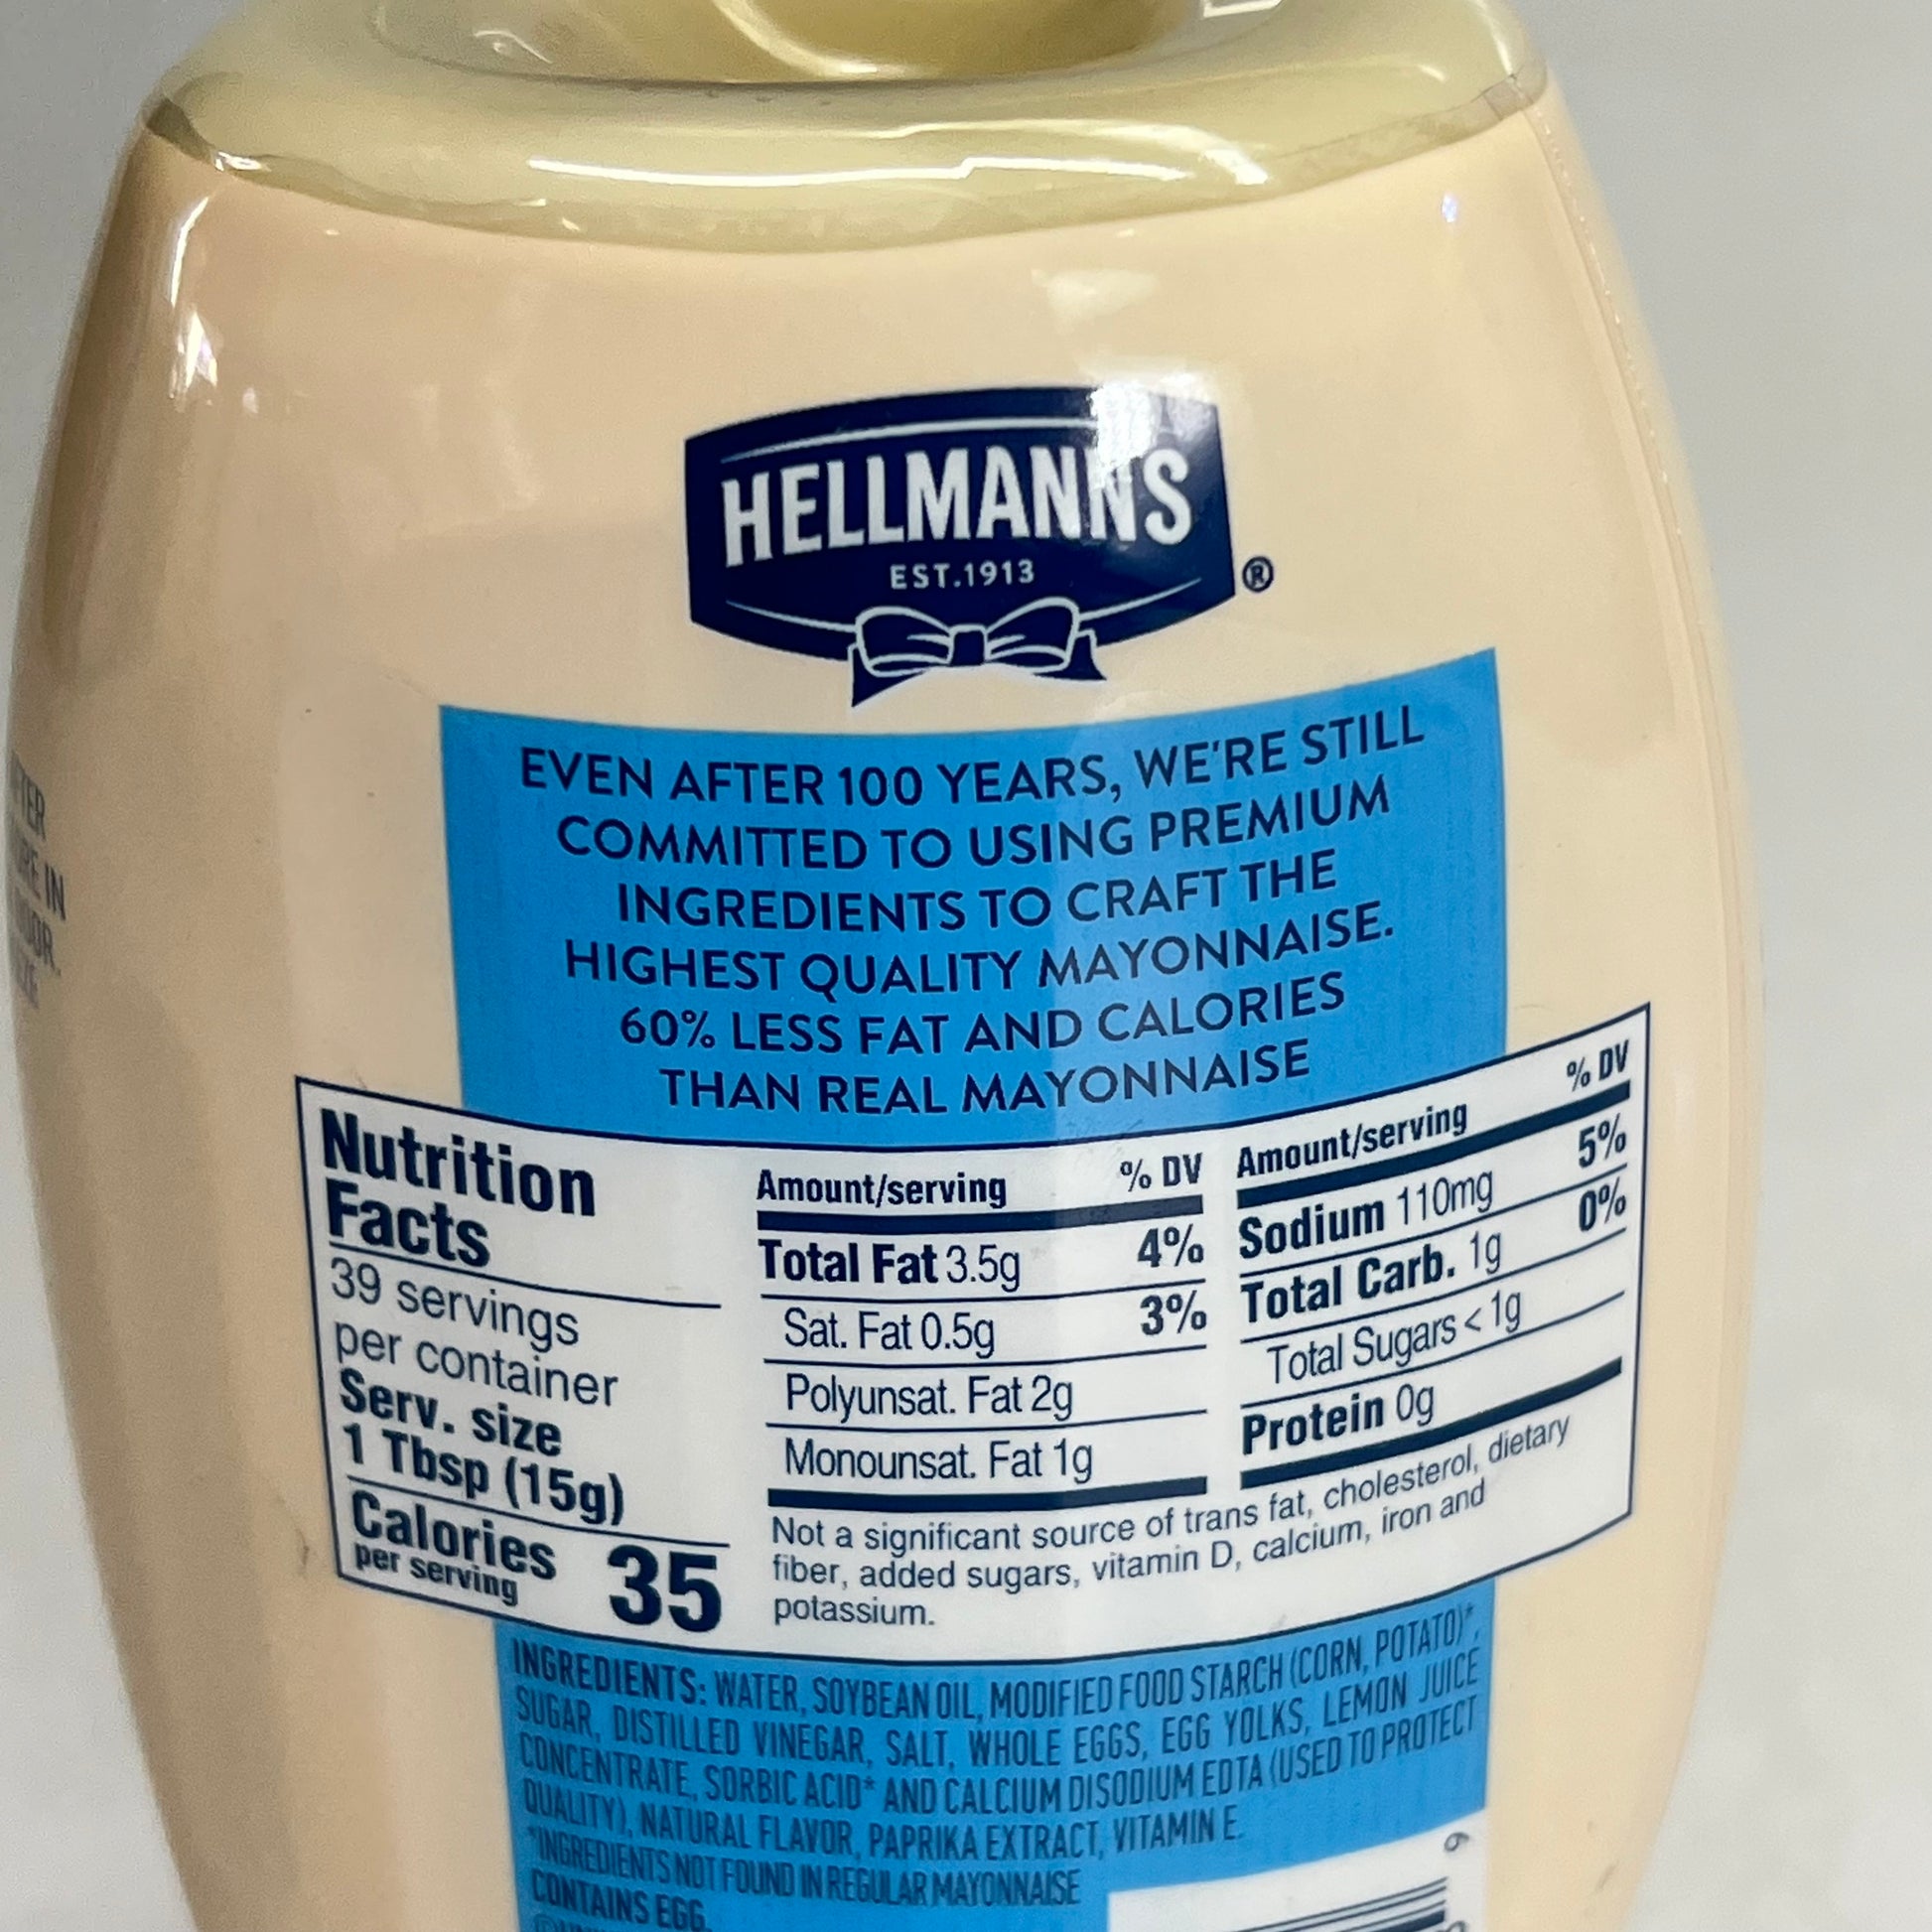 HELLMANN'S
EST.1913
®
EVEN AFTER 100 YEARS, WE'RE STILL
COMMITTED TO USING PREMIUM
INGREDIENTS TO CRAFT THE
HIGHEST QUALITY MAYONNAISE.
60% LESS FAT AND CALORIES
THAN REAL MAYONNAISE
Nutrition
Facts
39 servings
per container
Serv. size
1 Tbsp (15g)
Calories 35
per serving
Amount/serving % DV
Total Fat 3.5g 4%
Sat. Fat 0.5g 3%
Polyunsat. Fat 2g
Monounsat. Fat 1g
Amount/serving % DV
Sodium 110mg 5%
Total Carb. 1g 0%
Total Sugars < 1g
Protein 0g
Not a significant source of trans fat, cholesterol, dietary
fiber, added sugars, vitamin D, calcium, iron and
potassium.
INGREDIENTS: WATER, SOYBEAN OIL, MODIFIED FOOD STARCH (CORN, POTATO)*,
SUGAR, DISTILLED VINEGAR, SALT, WHOLE EGGS, EGG YOLKS, LEMON JUICE
CONCENTRATE, SORBIC ACID* AND CALCIUM DISODIUM EDTA (USED TO PROTECT
QUALITY), NATURAL FLAVOR, PAPRIKA EXTRACT, VITAMIN E.
*INGREDIENTS NOT FOUND IN REGULAR MAYONNAISE
CONTAINS EGG.
6
IN